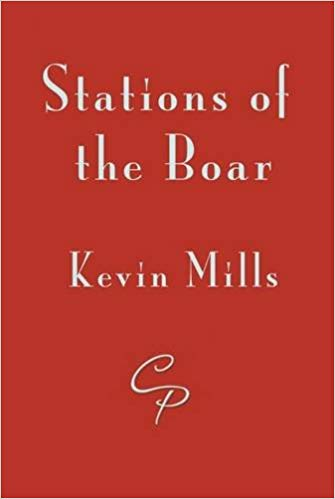 Stations of
the Boar
Kevin Mills
CP